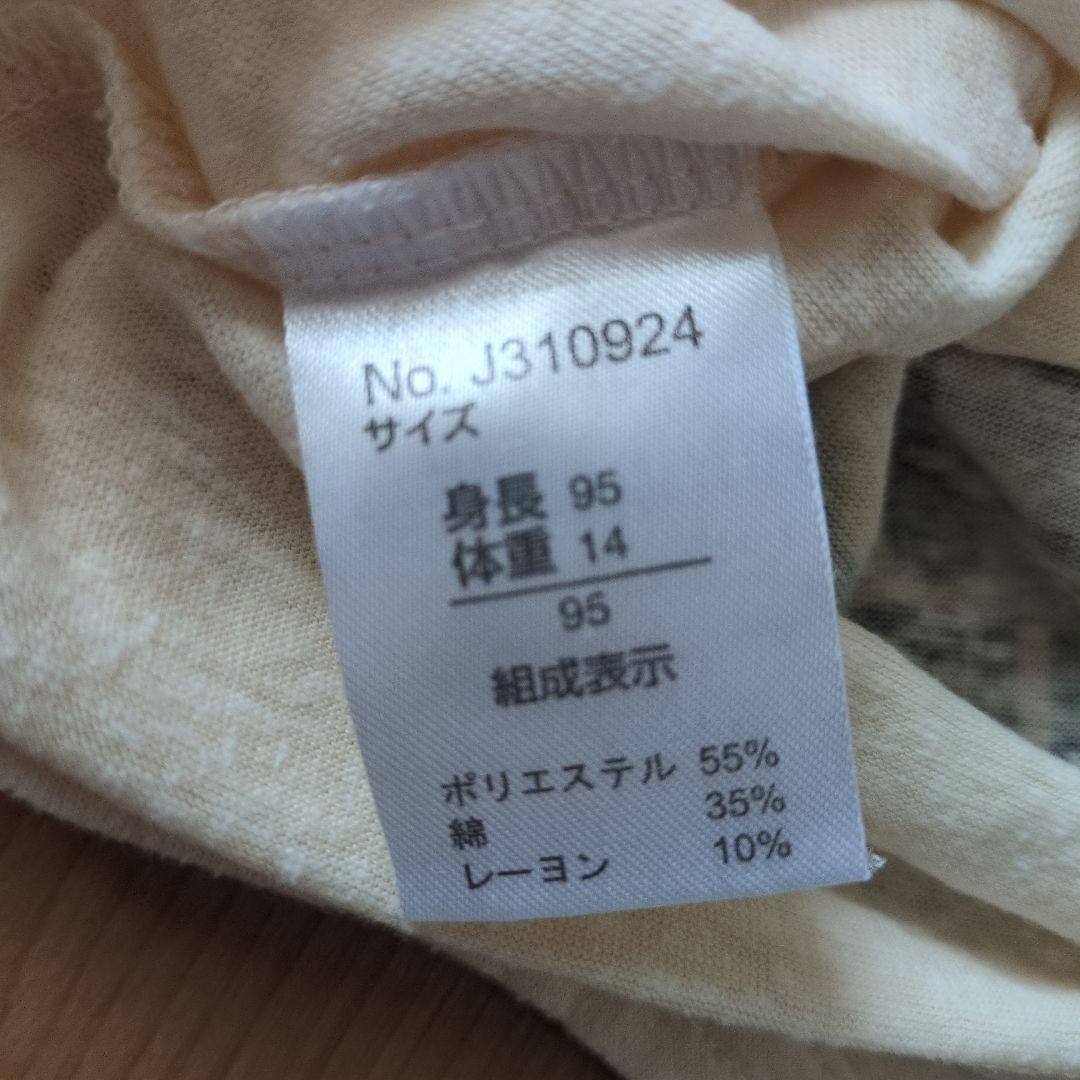 No. J310924
サイズ
身長 95
体重 14
95
組成表示
ポリエステル 55%
綿 35%
レーヨン 10%